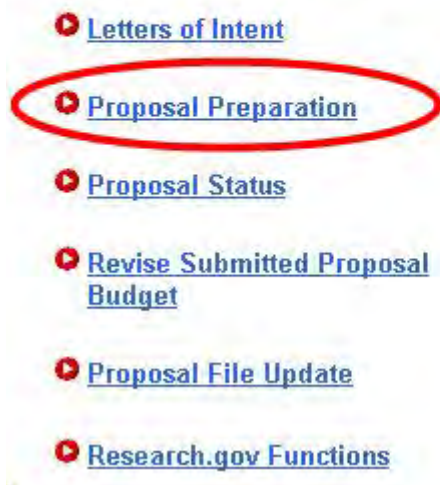 Letters of Intent
Proposal Preparation
Proposal Status
Revise Submitted Proposal
Budget
Proposal File Update
Research.gov Functions